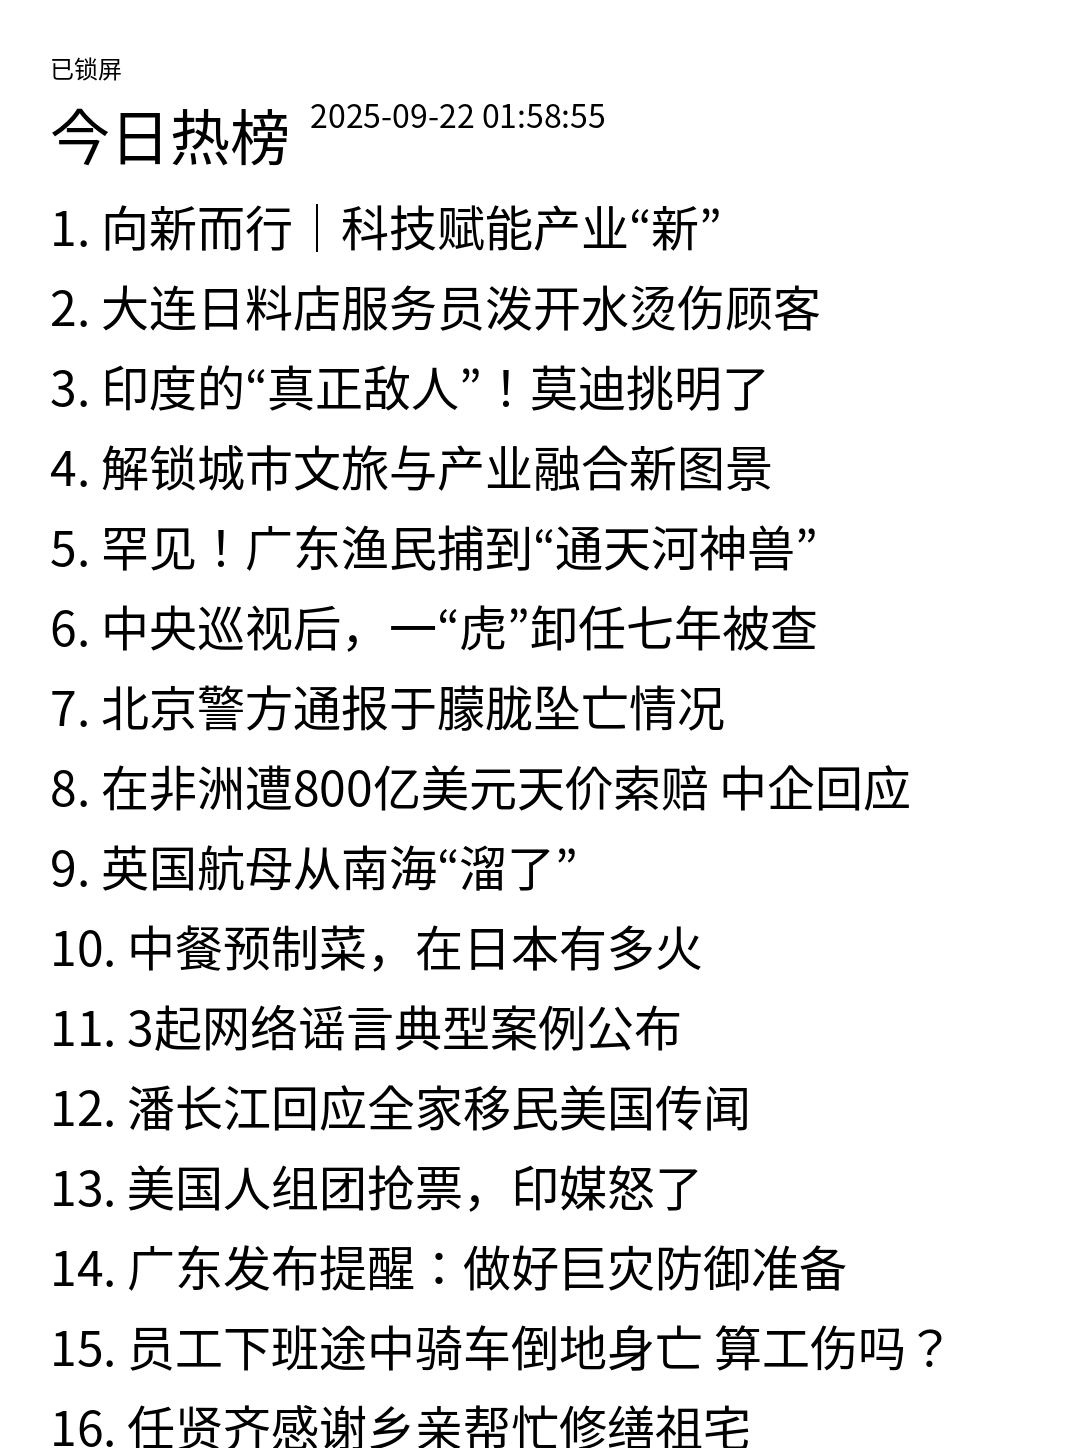 已锁屏
今日热榜 2025-09-22 01:58:55
1. 向新而行｜科技赋能产业“新”
2. 大连日料店服务员泼开水烫伤顾客
3. 印度的“真正敌人”！莫迪挑明了
4. 解锁城市文旅与产业融合新图景
5. 罕见！广东渔民捕到“通天河神兽”
6. 中央巡视后，一“虎”卸任七年被查
7. 北京警方通报于朦胧坠亡情况
8. 在非洲遭800亿美元天价索赔 中企回应
9. 英国航母从南海“溜了”
10. 中餐预制菜，在日本有多火
11. 3起网络谣言典型案例公布
12. 潘长江回应全家移民美国传闻
13. 美国人组团抢票，印媒怒了
14. 广东发布提醒：做好巨灾防御准备
15. 员工下班途中骑车倒地身亡 算工伤吗？
16. 任贤齐感谢乡亲帮忙修缮祖宅